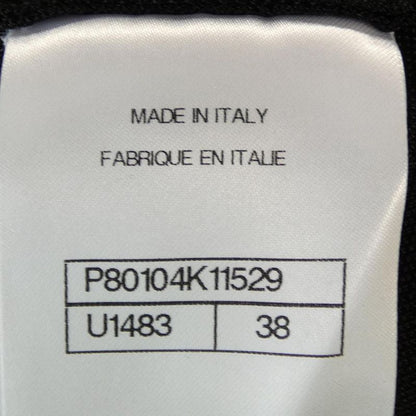 MADE IN ITALY
FABRIQUE EN ITALIE
P80104K11529
U1483 38